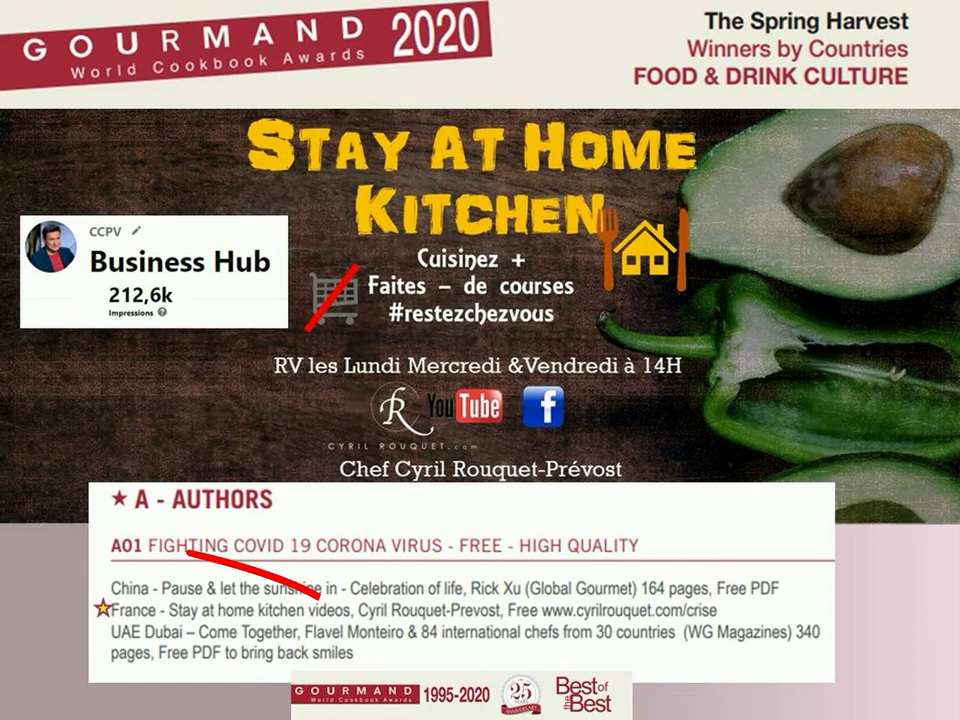 GOURMAND 2020
World Cookbook Awards
The Spring Harvest
Winners by Countries
FOOD & DRINK CULTURE
STAY AT HOME
KITCHEN
CCPV
Business Hub
212,6k
Impressions ?
Cuisinez +
Faites – de courses
#restezchezvous
RV les Lundi Mercredi &Vendredi à 14H
R YouTube f
CYRIL ROUQUET.com
Chef Cyril Rouquet-Prévost
★ A - AUTHORS
A01 FIGHTING COVID 19 CORONA VIRUS - FREE - HIGH QUALITY
China - Pause & let the sunshine in - Celebration of life, Rick Xu (Global Gourmet) 164 pages, Free PDF
France - Stay at home kitchen videos, Cyril Rouquet-Prevost, Free www.cyrilrouquet.com/crise
UAE Dubai – Come Together, Flavel Monteiro & 84 international chefs from 30 countries (WG Magazines) 340
pages, Free PDF to bring back smiles
GOURMAND 1995-2020
World Cookbook Awards
25
YEARS
ANNIVERSARY
Best of
the Best